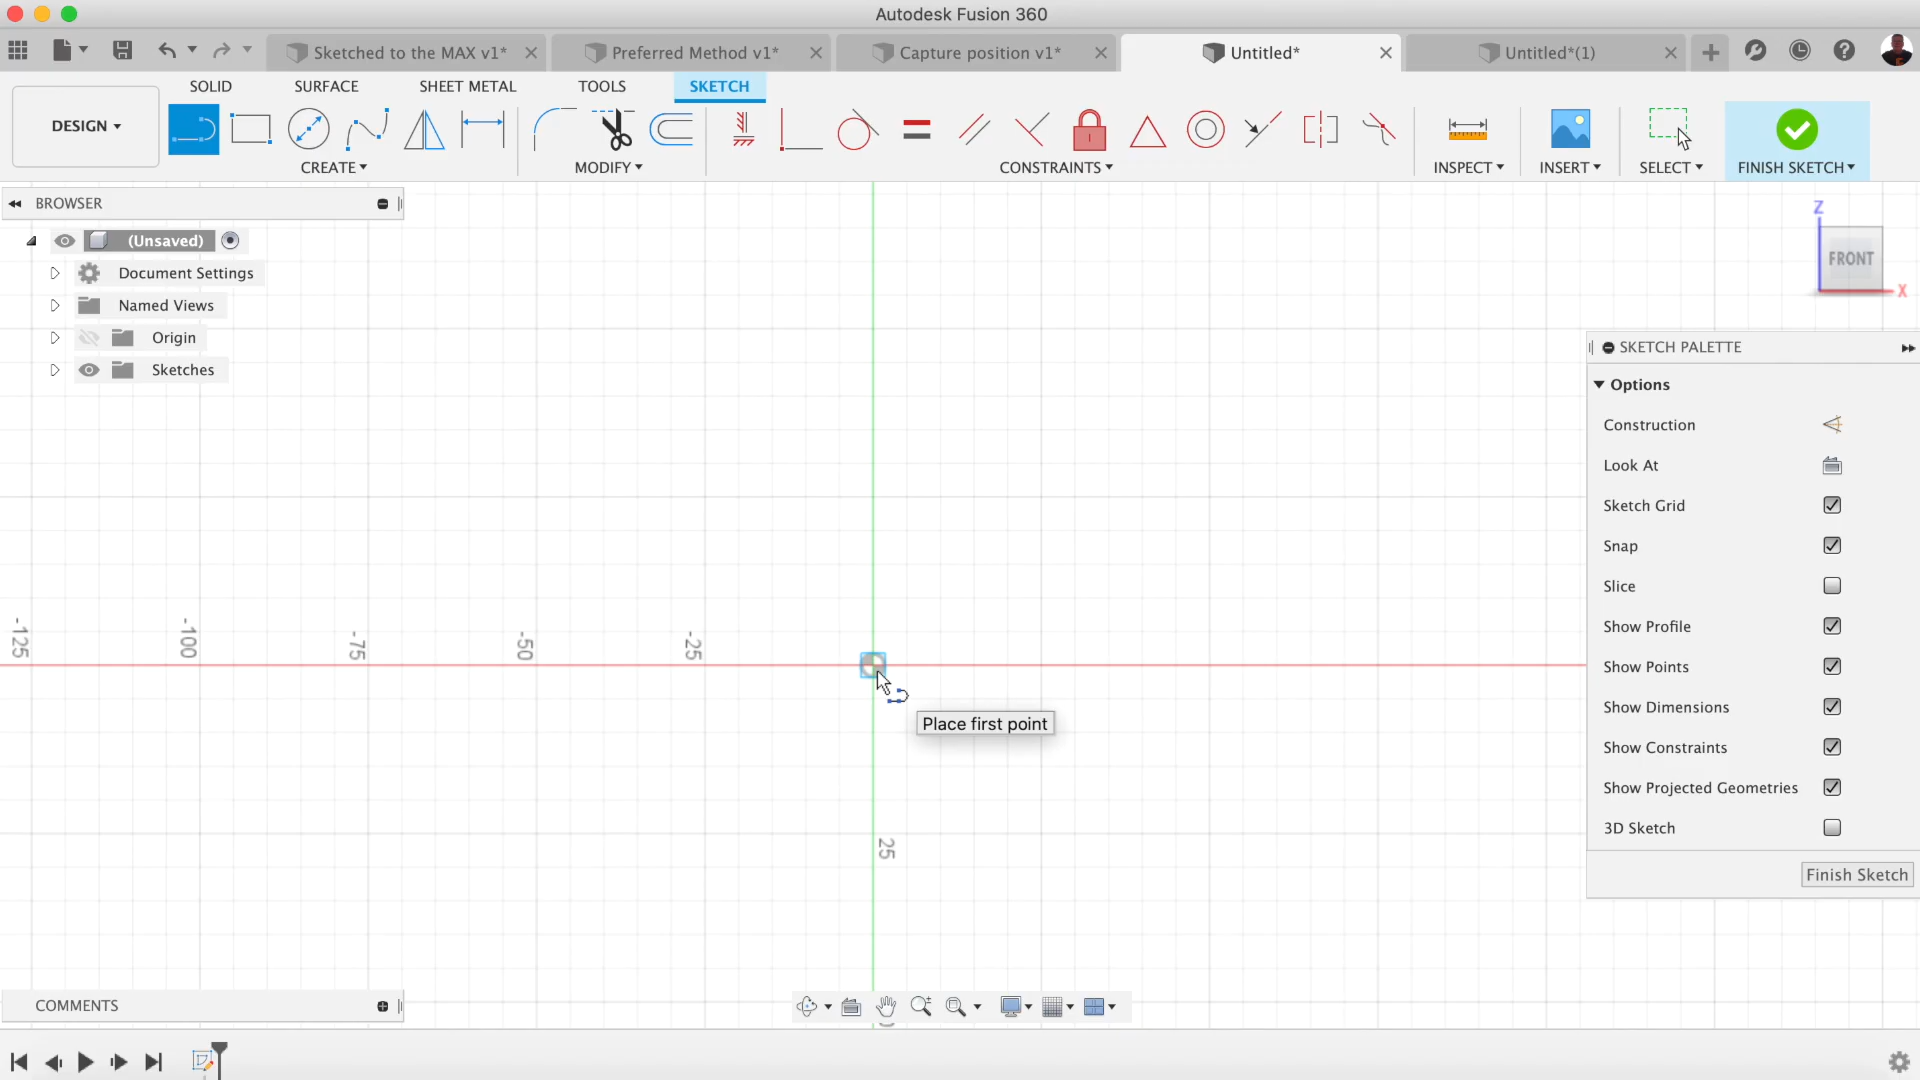 Autodesk Fusion 360
Sketched to the MAX v1*
Preferred Method v1*
Capture position v1*
Untitled*
Untitled*(1)
SOLID
SURFACE
SHEET METAL
TOOLS
SKETCH
DESIGN
CREATE
MODIFY
CONSTRAINTS
INSPECT
INSERT
SELECT
FINISH SKETCH
BROWSER
(Unsaved)
Document Settings
Named Views
Origin
Sketches
Z
FRONT
X
SKETCH PALETTE
Options
Construction
Look At
Sketch Grid
Snap
Slice
Show Profile
Show Points
Show Dimensions
Show Constraints
Show Projected Geometries
3D Sketch
Finish Sketch
-125
-100
-75
-50
-25
Place first point
25
COMMENTS